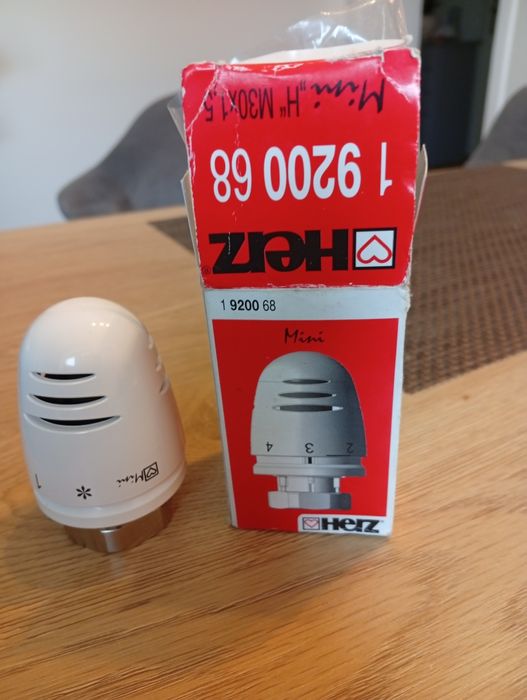 Mini „H“ M30x1,5
1 9200 68
Herz®
1 9200 68
Mini
4 3 2
Herz®
1 * Mini